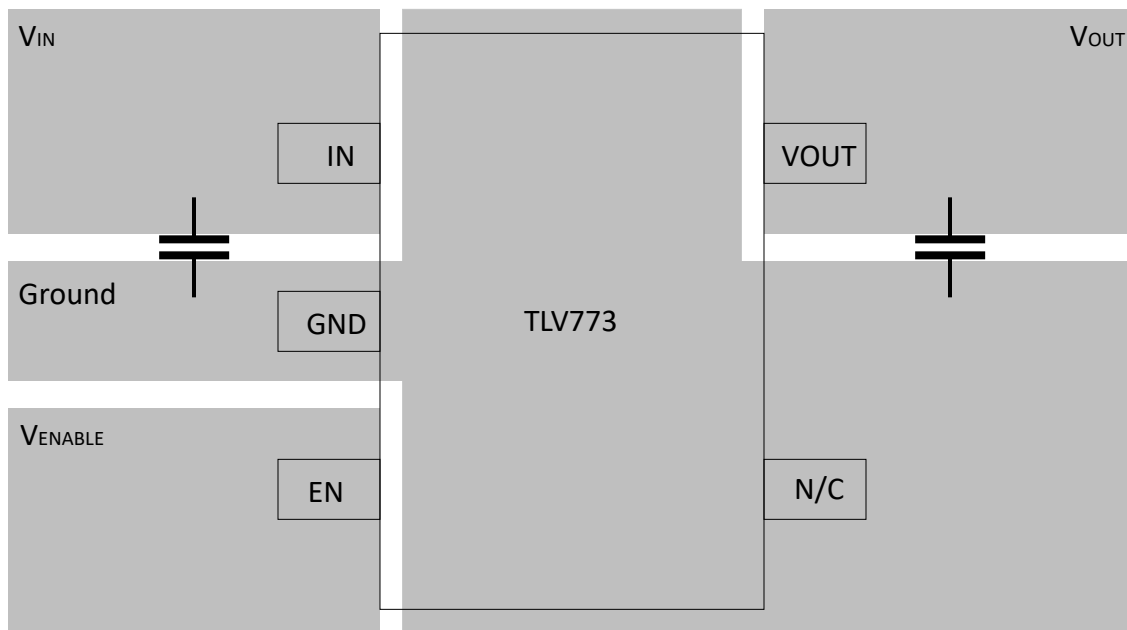 VIN
VOUT
IN
VOUT
Ground
GND
TLV773
VENABLE
EN
N/C